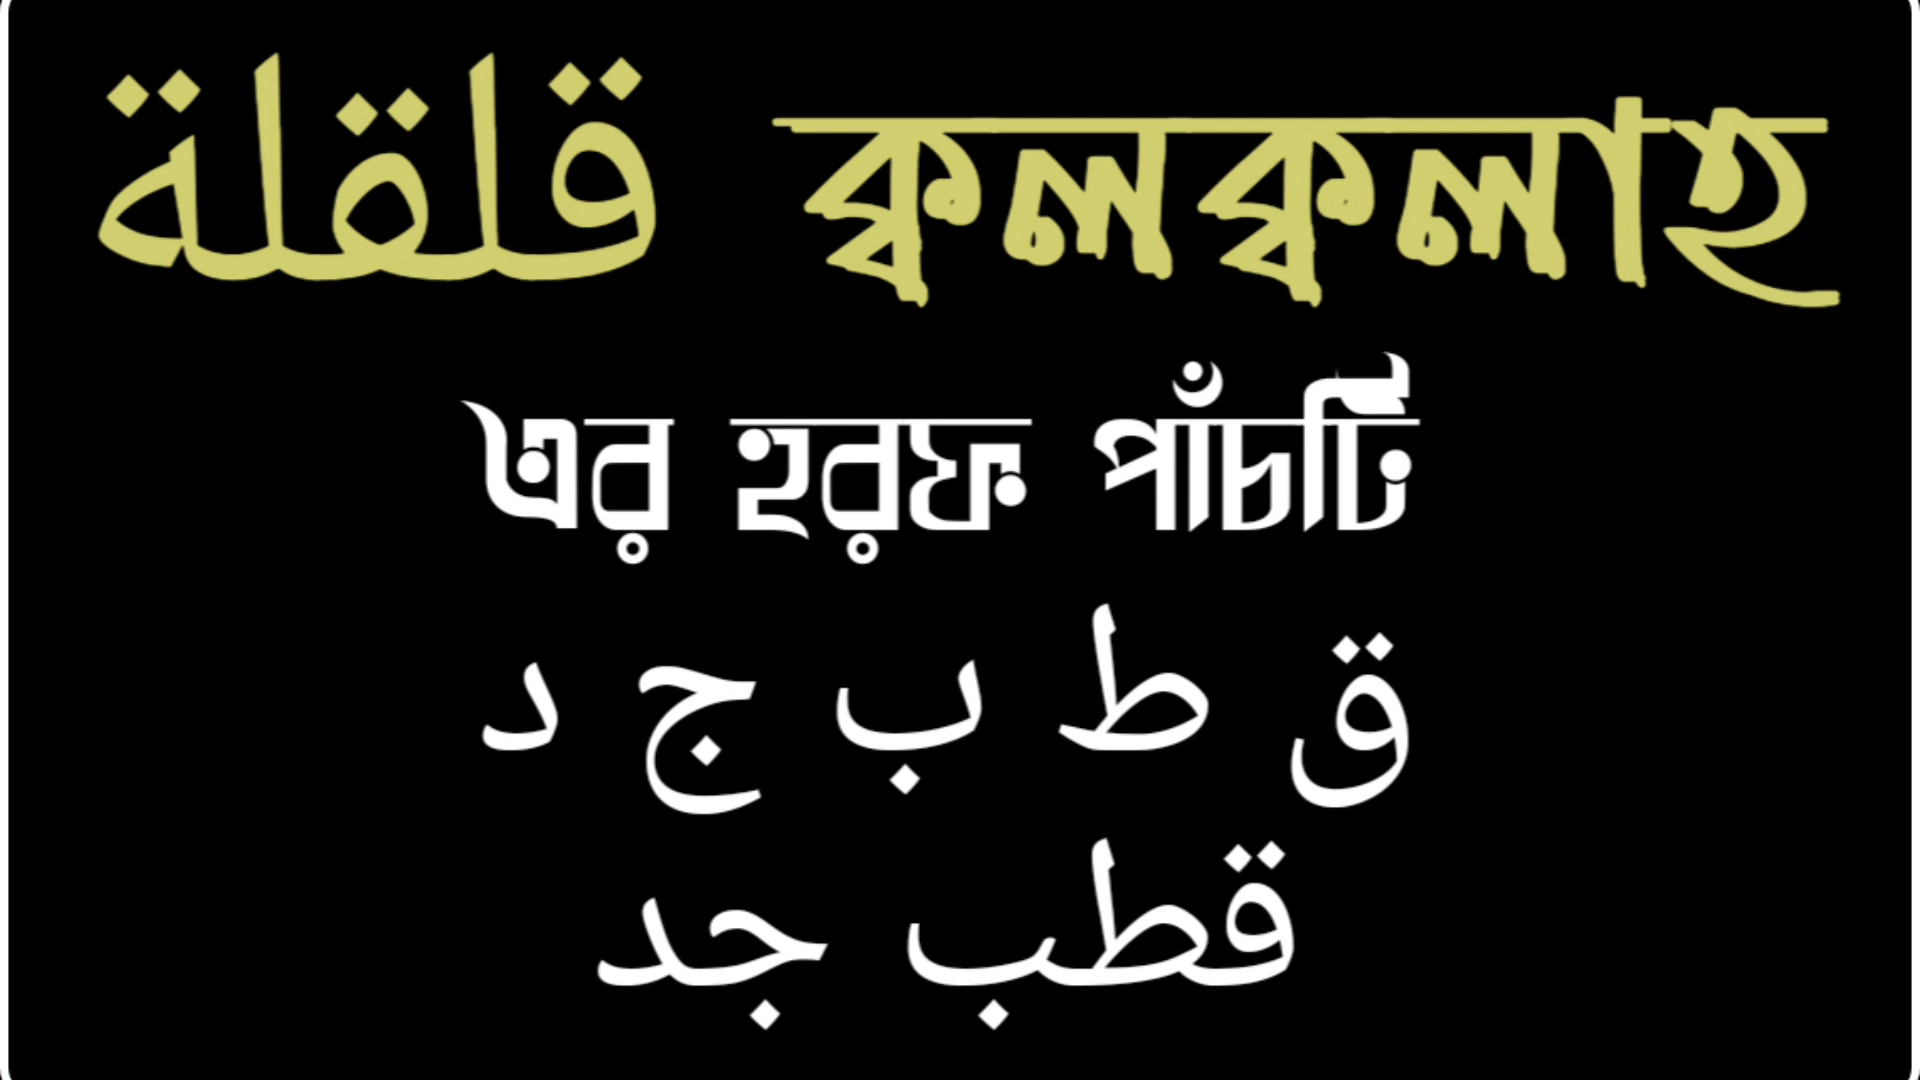 قلقلة ক্বলক্বলাহ
এর হরফ পাঁচটি
ق ط ب ج د
قطب جد